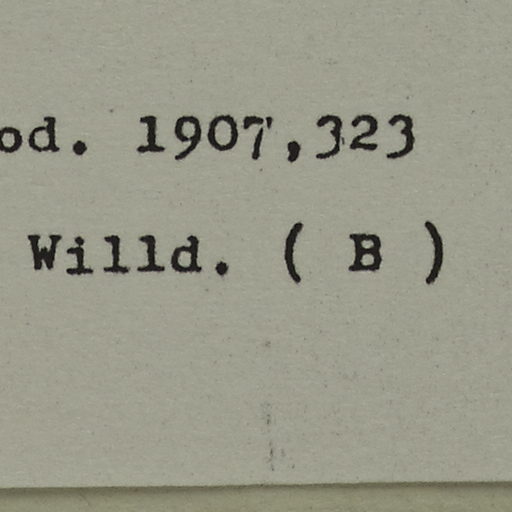 od. 1907,323
Willd. ( B )